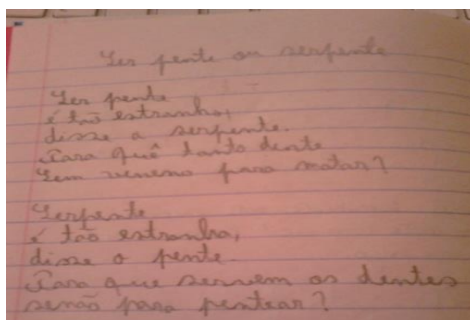 Ser pente ou serpente
Ser pente
é tão estranho,
disse a serpente.
Para quê tanto dente
Sem veneno para matar?
Serpente
é tão estranho,
disse o pente.
Para que servem os dentes
senão para pentear?